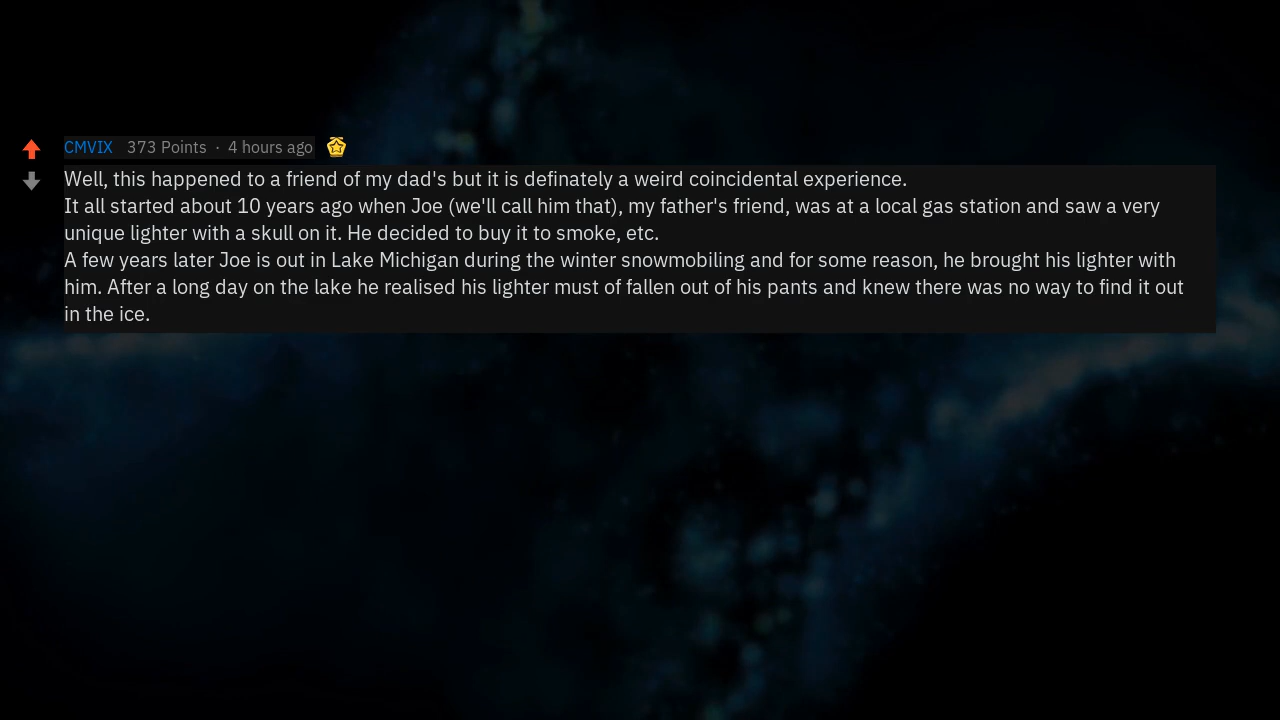 CMVIX 373 Points · 4 hours ago
Well, this happened to a friend of my dad's but it is definately a weird coincidental experience.
It all started about 10 years ago when Joe (we'll call him that), my father's friend, was at a local gas station and saw a very
unique lighter with a skull on it. He decided to buy it to smoke, etc.
A few years later Joe is out in Lake Michigan during the winter snowmobiling and for some reason, he brought his lighter with
him. After a long day on the lake he realised his lighter must of fallen out of his pants and knew there was no way to find it out
in the ice.